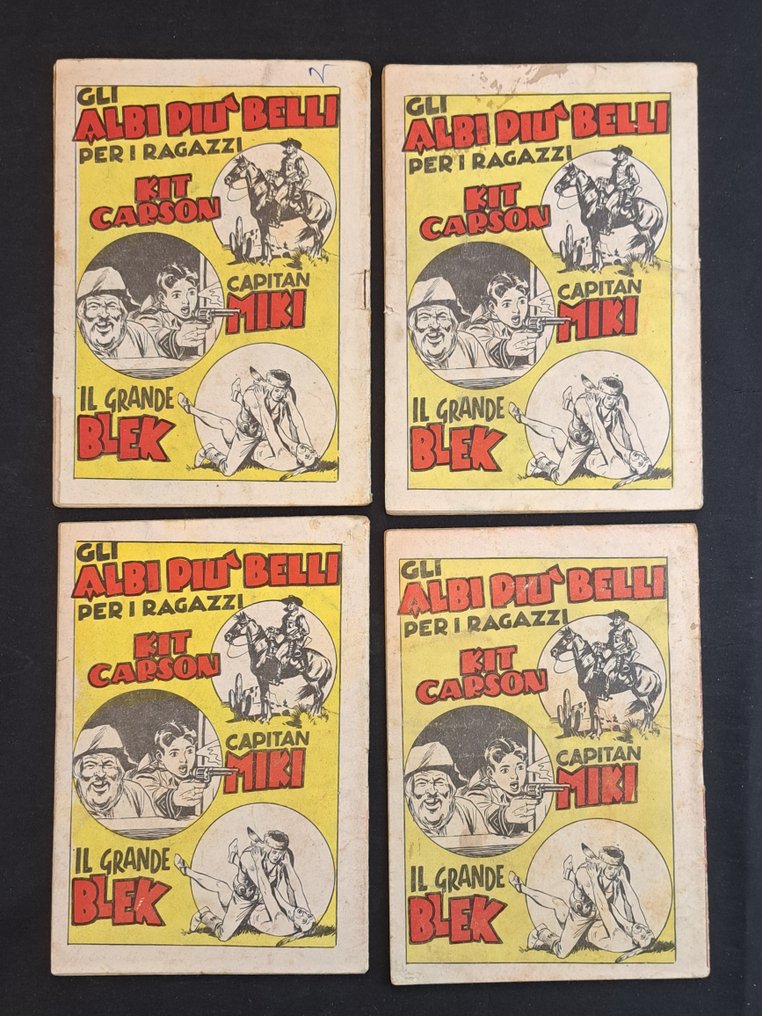 GLI
ALBI PIU' BELLI
PER I RAGAZZI
KIT
CARSON
CAPITAN
MIKI
IL GRANDE
BLEK
GLI
ALBI PIU' BELLI
PER I RAGAZZI
KIT
CARSON
CAPITAN
MIKI
IL GRANDE
BLEK
GLI
ALBI PIU' BELLI
PER I RAGAZZI
KIT
CARSON
CAPITAN
MIKI
IL GRANDE
BLEK
GLI
ALBI PIU' BELLI
PER I RAGAZZI
KIT
CARSON
CAPITAN
MIKI
IL GRANDE
BLEK